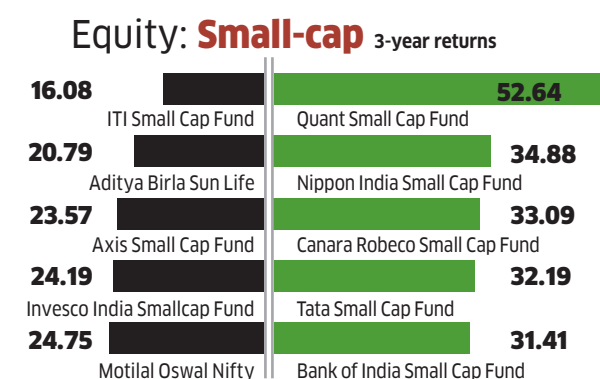 Equity: Small-cap 3-year returns
16.08 52.64
ITI Small Cap Fund Quant Small Cap Fund
20.79 34.88
Aditya Birla Sun Life Nippon India Small Cap Fund
23.57 33.09
Axis Small Cap Fund Canara Robeco Small Cap Fund
24.19 32.19
Invesco India Smallcap Fund Tata Small Cap Fund
24.75 31.41
Motilal Oswal Nifty Bank of India Small Cap Fund